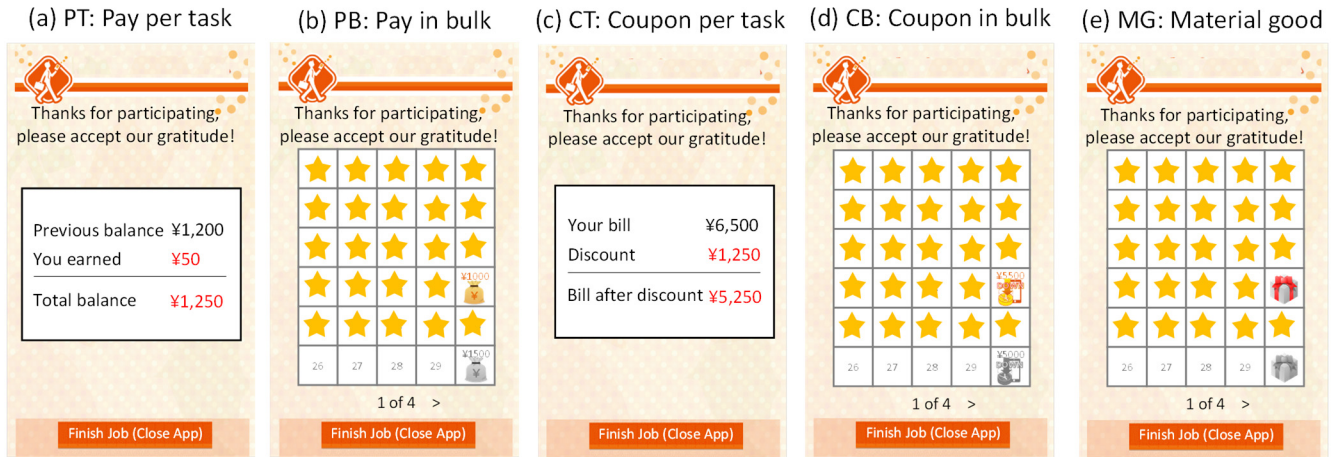 (a) PT: Pay per task
Thanks for participating,
please accept our gratitude!
Previous balance ¥1,200
You earned ¥50
Total balance ¥1,250
Finish Job (Close App)
(b) PB: Pay in bulk
Thanks for participating,
please accept our gratitude!
¥1000
¥
26 27 28 29 ¥1500
¥
1 of 4 >
Finish Job (Close App)
(c) CT: Coupon per task
Thanks for participating,
please accept our gratitude!
Your bill ¥6,500
Discount ¥1,250
Bill after discount ¥5,250
Finish Job (Close App)
(d) CB: Coupon in bulk
Thanks for participating,
please accept our gratitude!
¥5500
DOWN
26 27 28 29 ¥5000
DOWN
1 of 4 >
Finish Job (Close App)
(e) MG: Material good
Thanks for participating,
please accept our gratitude!
26 27 28 29
1 of 4 >
Finish Job (Close App)